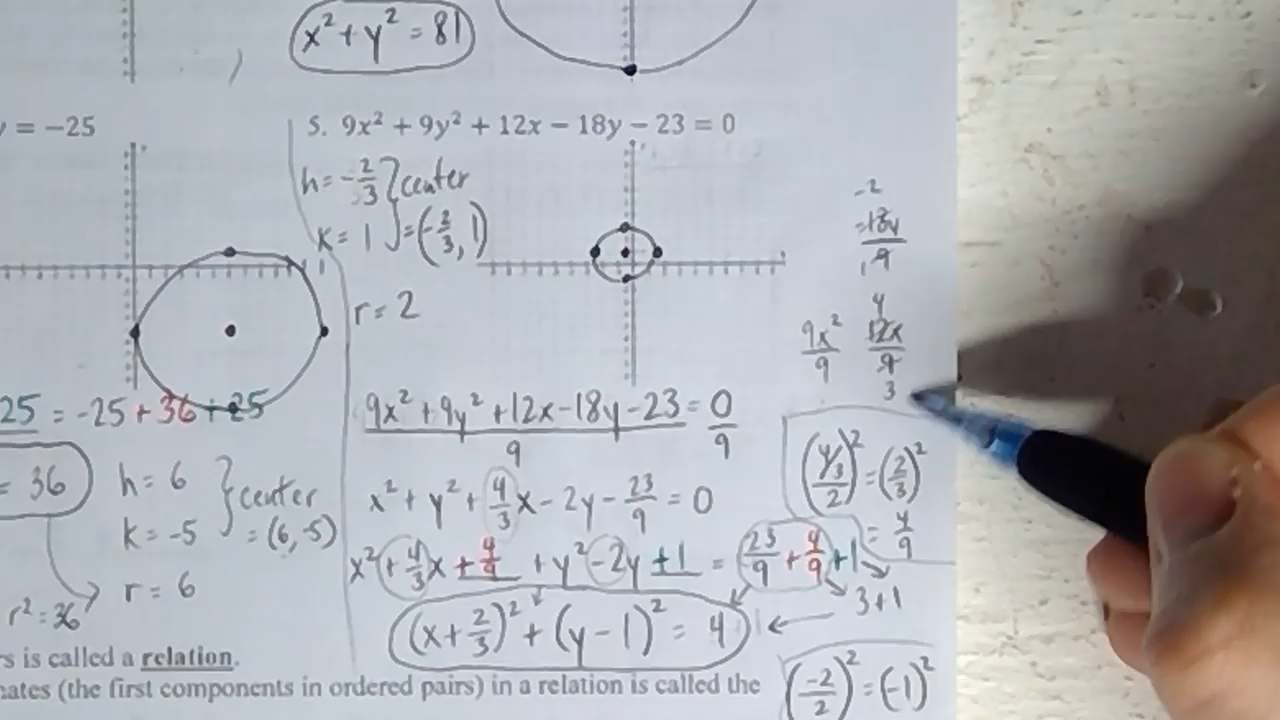 x² + y² = 81
y = −25
5. 9x² + 9y² + 12x − 18y − 23 = 0
h = -2/3 } center
k = 1 } = (-2/3, 1)
r = 2
-2
-18y/9
1
4
9x²/9 12x/9
3
25 = -25 + 36 + 25
9x² + 9y² + 12x - 18y - 23 / 9 = 0/9
= 36
h = 6 } center
k = -5 } = (6, -5)
r² = 36
r = 6
x² + y² + 4/3x - 2y - 23/9 = 0
((4/3)/2)² = (2/3)²
= 4/9
x² + 4/3x + 4/9 + y² - 2y + 1 = 23/9 + 4/9 + 1
3+1
(x + 2/3)² + (y - 1)² = 4
(-2/2)² = (-1)²
s is called a relation.
nates (the first components in ordered pairs) in a relation is called the